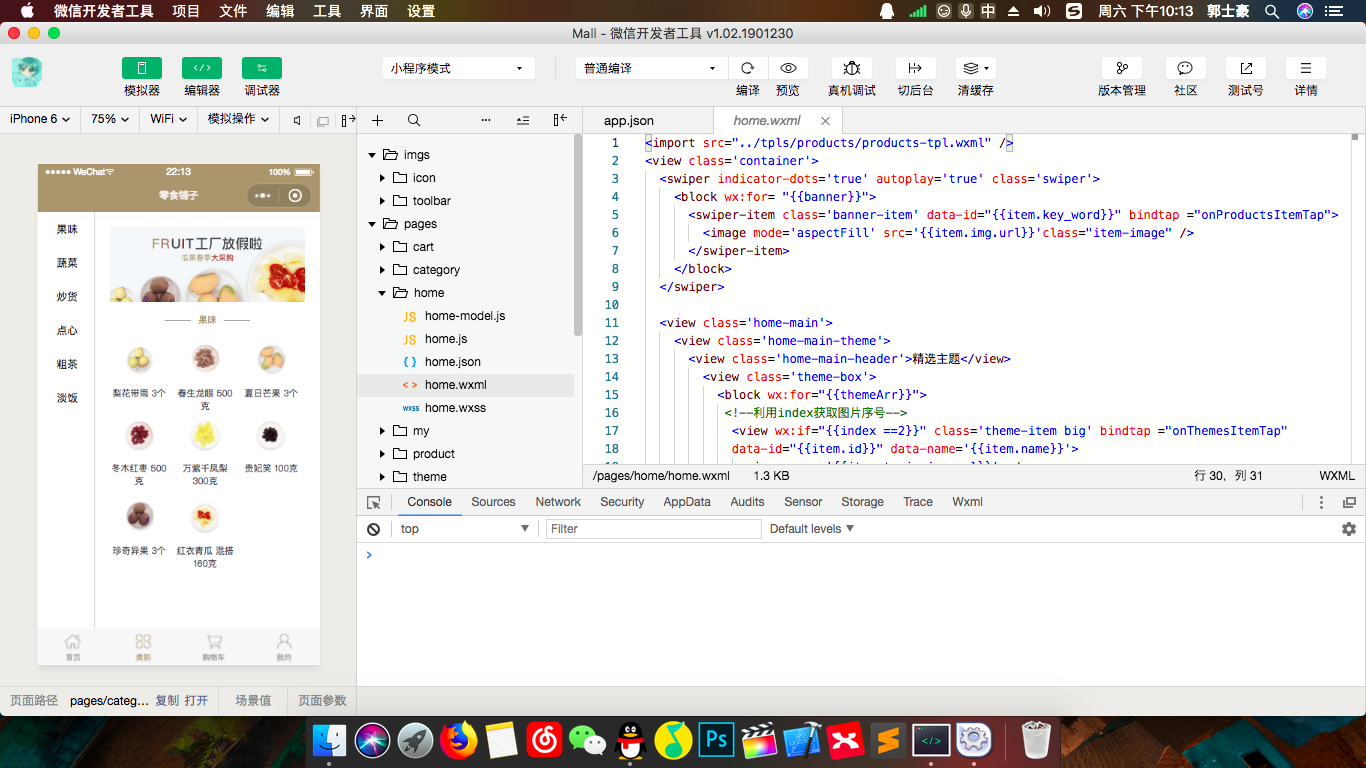 微信开发者工具 项目 文件 编辑 工具 界面 设置 中 周六 下午10:13 郭士豪
Mall - 微信开发者工具 v1.02.1901230
小程序模式 普通编译
模拟器 编辑器 调试器 编译 预览 真机调试 切后台 清缓存 版本管理 社区 测试号 详情
iPhone 6 75% WiFi 模拟操作
app.json home.wxml
WeChat 22:13 100%
零食铺子
果味
蔬菜
炒货
点心
粗茶
淡饭
FRUIT工厂放假啦
瓜果春季大采购
果味
梨花带雨 3个
春生龙眼 500
克
夏日芒果 3个
冬木红枣 500
克
万紫千凤梨
300克
贵妃笑 100克
珍奇异果 3个
红衣青瓜 混搭
160克
首页 类别 购物车 我的
页面路径 pages/categ... 复制 打开 场景值 页面参数
imgs
icon
toolbar
pages
cart
category
home
JS home-model.js
JS home.js
{ } home.json
< > home.wxml
wxss home.wxss
my
product
theme
1 <import src="../tpls/products/products-tpl.wxml" />
2 <view class='container'>
3 <swiper indicator-dots='true' autoplay='true' class='swiper'>
4 <block wx:for= "{{banner}}">
5 <swiper-item class='banner-item' data-id="{{item.key_word}}" bindtap ="onProductsItemTap">
6 <image mode='aspectFill' src='{{item.img.url}}'class="item-image" />
7 </swiper-item>
8 </block>
9 </swiper>
10
11 <view class='home-main'>
12 <view class='home-main-theme'>
13 <view class='home-main-header'>精选主题</view>
14 <view class='theme-box'>
15 <block wx:for="{{themeArr}}">
16 <!--利用index获取图片序号-->
17 <view wx:if="{{index ==2}}" class='theme-item big' bindtap ="onThemesItemTap"
18 data-id="{{item.id}}" data-name='{{item.name}}'>
/pages/home/home.wxml 1.3 KB 行 30，列 31 WXML
Console Sources Network Security AppData Audits Sensor Storage Trace Wxml
top Filter Default levels
Ps